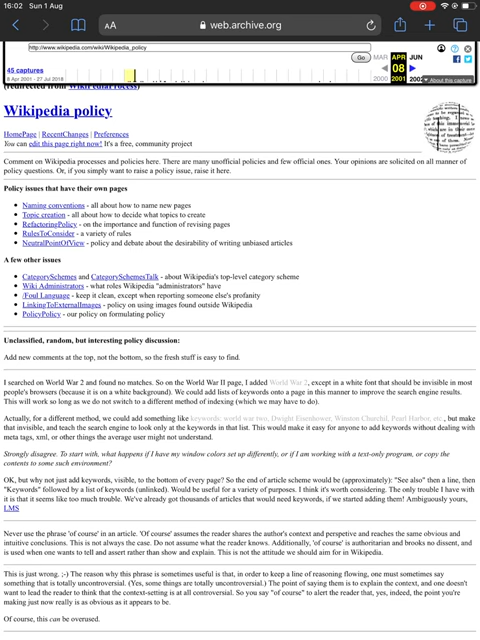 16:02 Sun 1 Aug
AA web.archive.org
http://www.wikipedia.com/wiki/Wikipedia_policy
Go MAR APR JUN
45 captures
08
8 Apr 2001 - 27 Jul 2018
2000 2001 2002 About this capture
(redirected from WikiPediaProcess)
Wikipedia policy
HomePage | RecentChanges | Preferences
You can edit this page right now! It's a free, community project
Comment on Wikipedia processes and policies here. There are many unofficial policies and few official ones. Your opinions are solicited on all manner of
policy questions. Or, if you simply want to raise a policy issue, raise it here.
Policy issues that have their own pages
Naming conventions - all about how to name new pages
Topic creation - all about how to decide what topics to create
RefactoringPolicy - on the importance and function of revising pages
RulesToConsider - a variety of rules
NeutralPointOfView - policy and debate about the desirability of writing unbiased articles
A few other issues
CategorySchemes and CategorySchemesTalk - about Wikipedia's top-level category scheme
Wiki Administrators - what roles Wikipedia "administrators" have
/Foul Language - keep it clean, except when reporting someone else's profanity
LinkingToExternalImages - policy on using images found outside Wikipedia
PolicyPolicy - our policy on formulating policy
Unclassified, random, but interesting policy discussion:
Add new comments at the top, not the bottom, so the fresh stuff is easy to find.
I searched on World War 2 and found no matches. So on the World War II page, I added World War 2, except in a white font that should be invisible in most
people's browsers (because it is on a white background). We could add lists of keywords onto a page in this manner to improve the search engine results.
This will work so long as we do not switch to a different method of indexing (which we may have to do).
Actually, for a different method, we could add something like keywords: world war two, Dwight Eisenhower, Winston Churchil, Pearl Harbor, etc., but make
that invisible, and teach the search engine to look only at the keywords in that list. This would make it easy for anyone to add keywords without dealing with
meta tags, xml, or other things the average user might not understand.
Strongly disagree. To start with, what happens if I have my window colors set up differently, or if I am working with a text-only program, or copy the
contents to some such environment?
OK, but why not just add keywords, visible, to the bottom of every page? So the end of article scheme would be (approximately): "See also" then a line, then
"Keywords" followed by a list of keywords (unlinked). Would be useful for a variety of purposes. I think it's worth considering. The only trouble I have with
it is that it seems like too much trouble. We've already got thousands of articles that would need keywords, if we started adding them! Ambiguously yours,
LMS
Never use the phrase 'of course' in an article. 'Of course' assumes the reader shares the author's context and perspetive and reaches the same obvious and
intuitive conclusions. This is not always the case. Do not assume what the reader knows. Additionally, 'of course' is authoritarian and brooks no dissent, and
is used when one wants to tell and assert rather than show and explain. This is not the attitude we should aim for in Wikipedia.
This is just wrong. ;-) The reason why this phrase is sometimes useful is that, in order to keep a line of reasoning flowing, one must sometimes say
something that is totally uncontroversial. (Yes, some things are totally uncontroversial.) The point of saying them is to explain the context, and one doesn't
want to lead the reader to think that the context-setting is at all controversial. So you say "of course" to alert the reader that, yes, indeed, the point you're
making just now really is as obvious as it appears to be.
Of course, this can be overused.